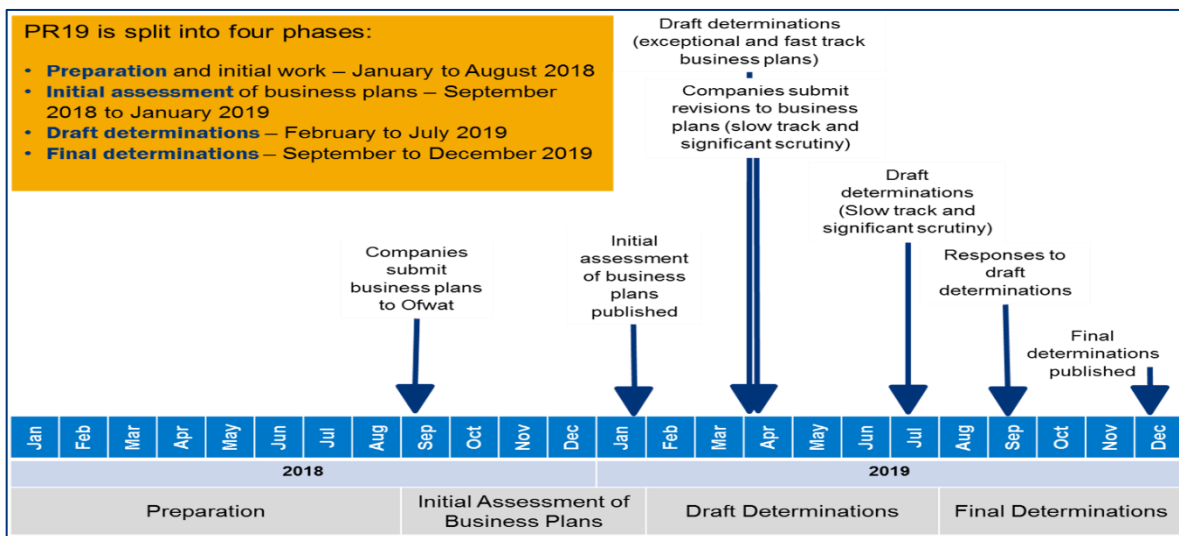 PR19 is split into four phases:
• Preparation and initial work – January to August 2018
• Initial assessment of business plans – September
2018 to January 2019
• Draft determinations – February to July 2019
• Final determinations – September to December 2019
Companies
submit
business plans
to Ofwat
Initial
assessment
of business
plans
published
Draft determinations
(exceptional and fast track
business plans)
Companies submit
revisions to business
plans (slow track and
significant scrutiny)
Draft
determinations
(Slow track and
significant scrutiny)
Responses to
draft
determinations
Final
determinations
published
Jan Feb Mar Apr May Jun Jul Aug Sep Oct Nov Dec Jan Feb Mar Apr May Jun Jul Aug Sep Oct Nov Dec
2018 2019
Preparation
Initial Assessment of
Business Plans
Draft Determinations
Final Determinations